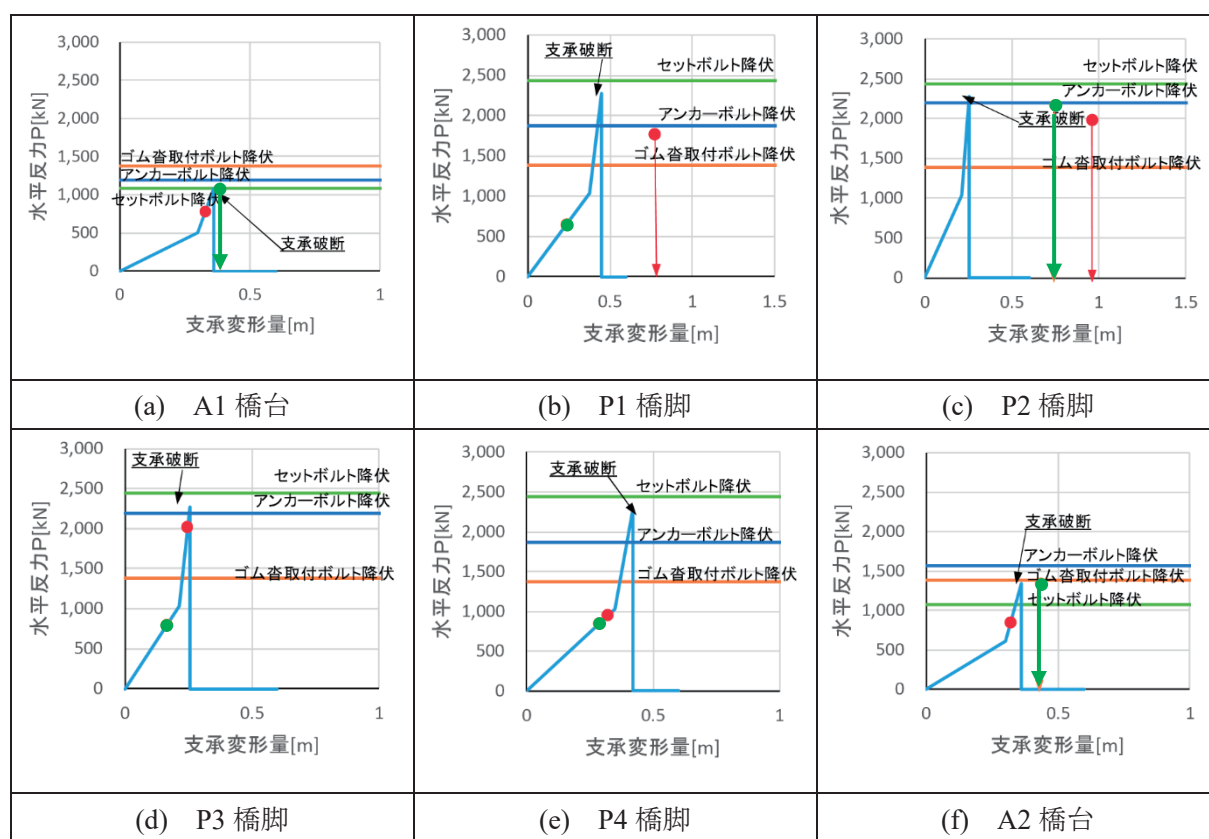 3,000
2,500
2,000
1,500
1,000
500
0
水平反力P[kN]
ゴム沓取付ボルト降伏
アンカーボルト降伏
セットボルト降伏
支承破断
0
0.5
1
支承変形量[m]
(a) A1 橋台
3,000
2,500
2,000
1,500
1,000
500
0
水平反力P[kN]
支承破断
セットボルト降伏
アンカーボルト降伏
ゴム沓取付ボルト降伏
0
0.5
1
1.5
支承変形量[m]
(b) P1 橋脚
3,000
2,500
2,000
1,500
1,000
500
0
水平反力P[kN]
セットボルト降伏
アンカーボルト降伏
支承破断
ゴム沓取付ボルト降伏
0
0.5
1
1.5
支承変形量[m]
(c) P2 橋脚
3,000
2,500
2,000
1,500
1,000
500
0
水平反力P[kN]
支承破断
セットボルト降伏
アンカーボルト降伏
ゴム沓取付ボルト降伏
0
0.5
1
支承変形量[m]
(d) P3 橋脚
3,000
2,500
2,000
1,500
1,000
500
0
水平反力P[kN]
支承破断
セットボルト降伏
アンカーボルト降伏
ゴム沓取付ボルト降伏
0
0.5
1
支承変形量[m]
(e) P4 橋脚
3,000
2,500
2,000
1,500
1,000
500
0
水平反力P[kN]
支承破断
アンカーボルト降伏
ゴム沓取付ボルト降伏
セットボルト降伏
0
0.5
1
支承変形量[m]
(f) A2 橋台